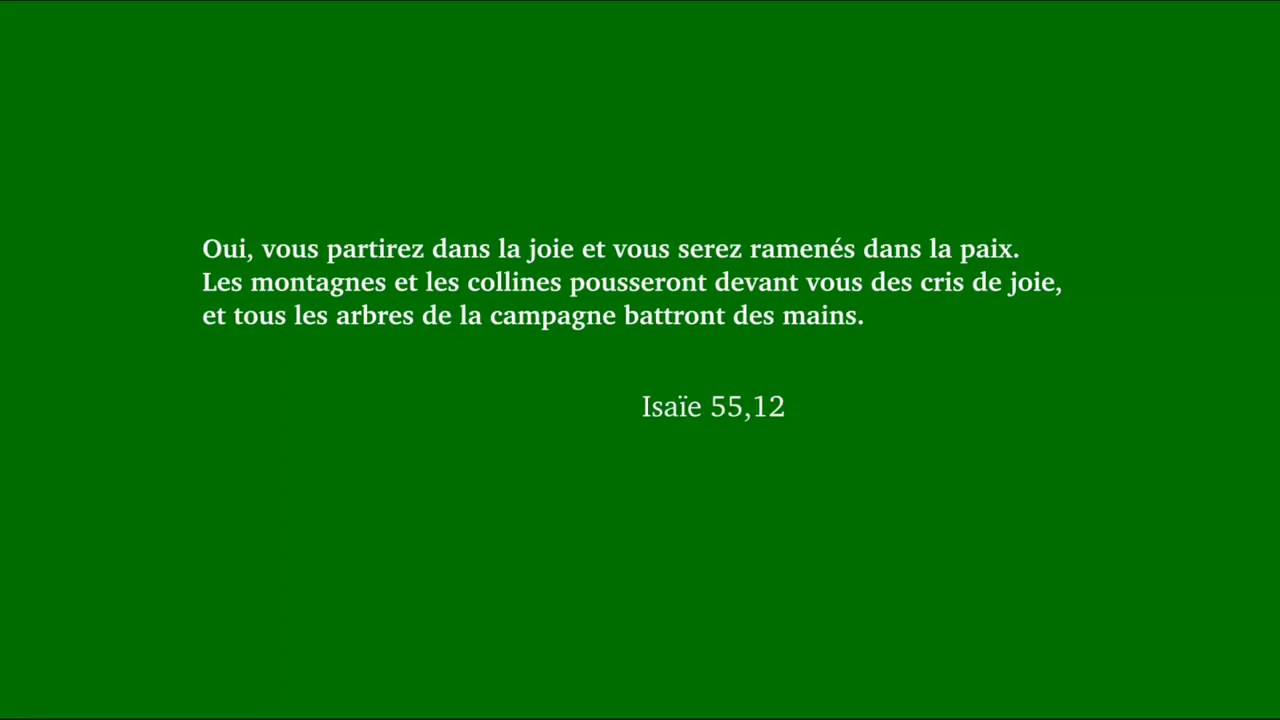 Oui, vous partirez dans la joie et vous serez ramenés dans la paix.
Les montagnes et les collines pousseront devant vous des cris de joie,
et tous les arbres de la campagne battront des mains.
Isaïe 55,12